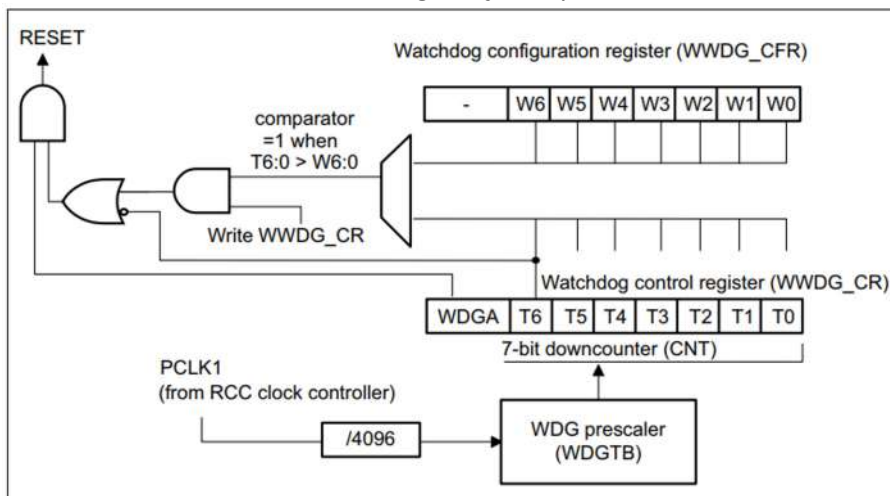 RESET
Watchdog configuration register (WWDG_CFR)
- W6 W5 W4 W3 W2 W1 W0
comparator
=1 when
T6:0 > W6:0
Write WWDG_CR
Watchdog control register (WWDG_CR)
WDGA T6 T5 T4 T3 T2 T1 T0
7-bit downcounter (CNT)
PCLK1
(from RCC clock controller)
/4096
WDG prescaler
(WDGTB)